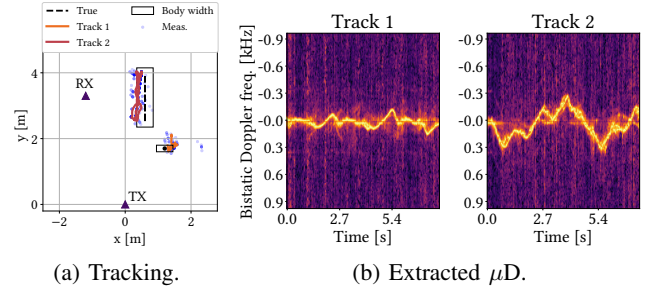 True
Track 1
Track 2
Body width
Meas.
RX
TX
y [m]
4
2
0
−2
0
2
x [m]
(a) Tracking.
Track 1
Track 2
Bistatic Doppler freq. [kHz]
-0.9
-0.6
-0.3
-0.0
0.3
0.6
0.9
0.0
2.7
5.4
Time [s]
-0.9
-0.6
-0.3
-0.0
0.3
0.6
0.9
0.0
2.7
5.4
Time [s]
(b) Extracted μD.